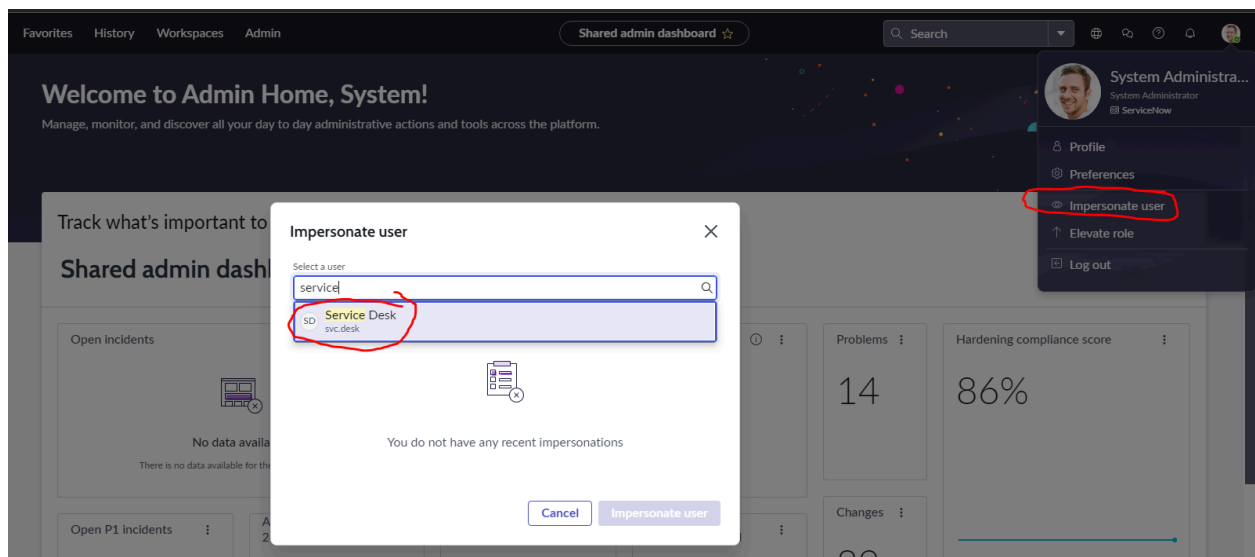 Favorites History Workspaces Admin
Shared admin dashboard
Search
Welcome to Admin Home, System!
Manage, monitor, and discover all your day to day administrative actions and tools across the platform.
System Administra...
System Administrator
ServiceNow
Profile
Preferences
Impersonate user
Elevate role
Log out
Track what's important to
Shared admin dash
Impersonate user
Select a user
service
SD
Service Desk
svc.desk
You do not have any recent impersonations
Cancel
Impersonate user
Open incidents
No data availa
There is no data available for the
Problems
14
Hardening compliance score
86%
Open P1 incidents
A
2
Changes